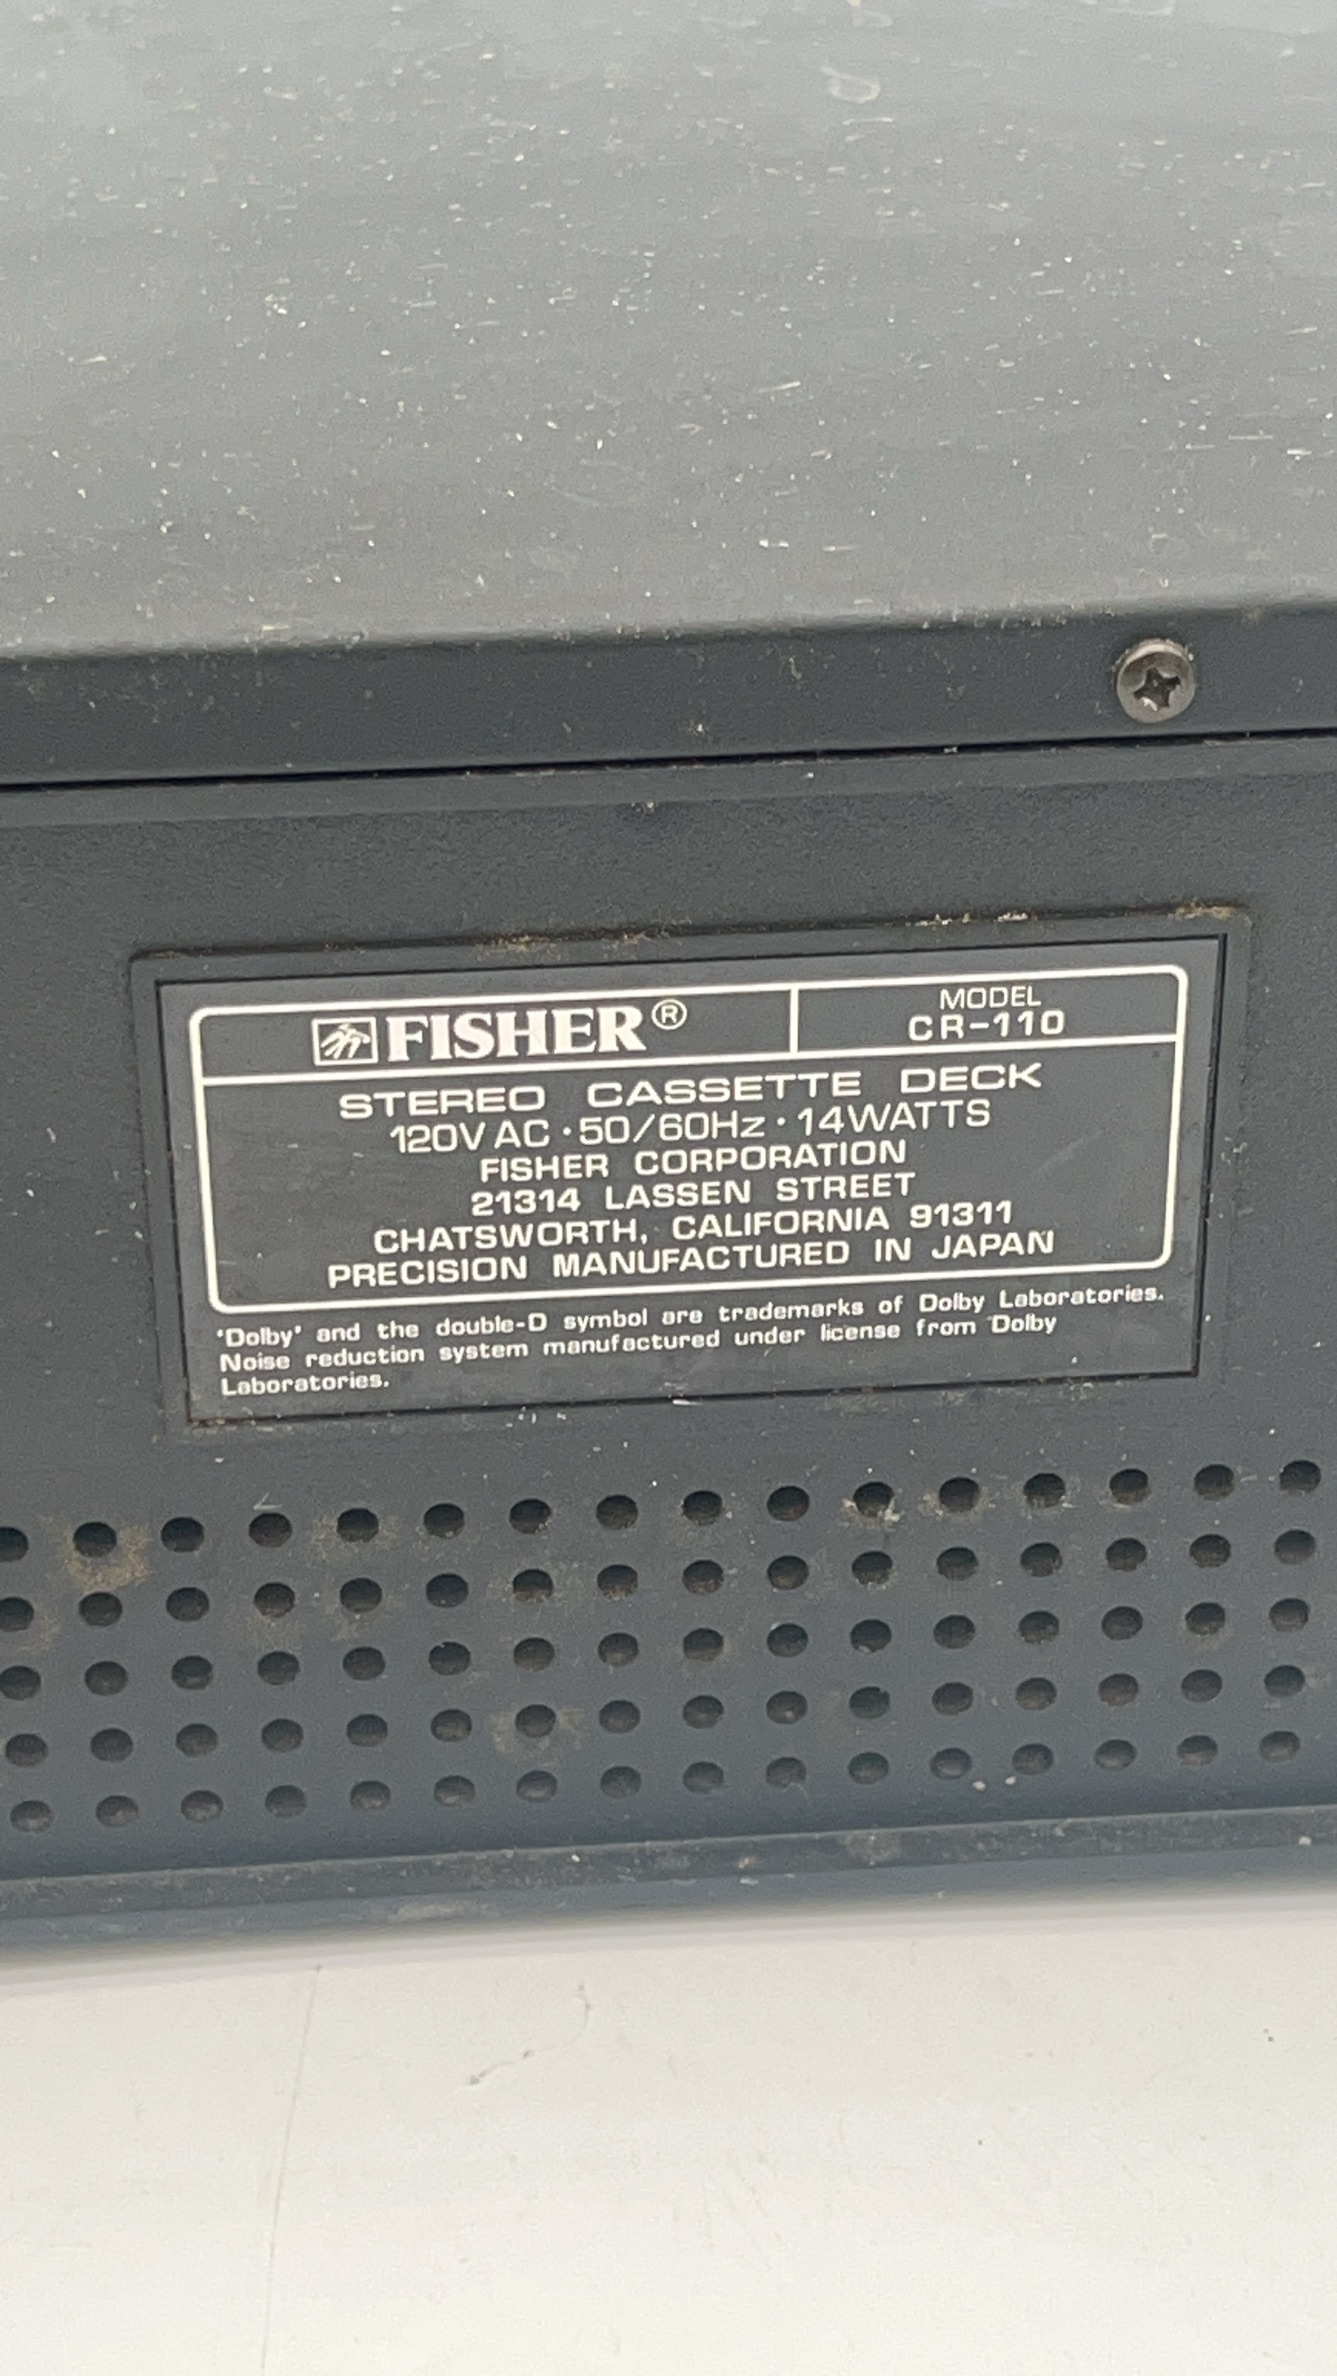 FISHER®
MODEL
CR-110
STEREO CASSETTE DECK
120V AC · 50/60Hz · 14WATTS
FISHER CORPORATION
21314 LASSEN STREET
CHATSWORTH, CALIFORNIA 91311
PRECISION MANUFACTURED IN JAPAN
'Dolby' and the double-D symbol are trademarks of Dolby Laboratories.
Noise reduction system manufactured under license from Dolby
Laboratories.